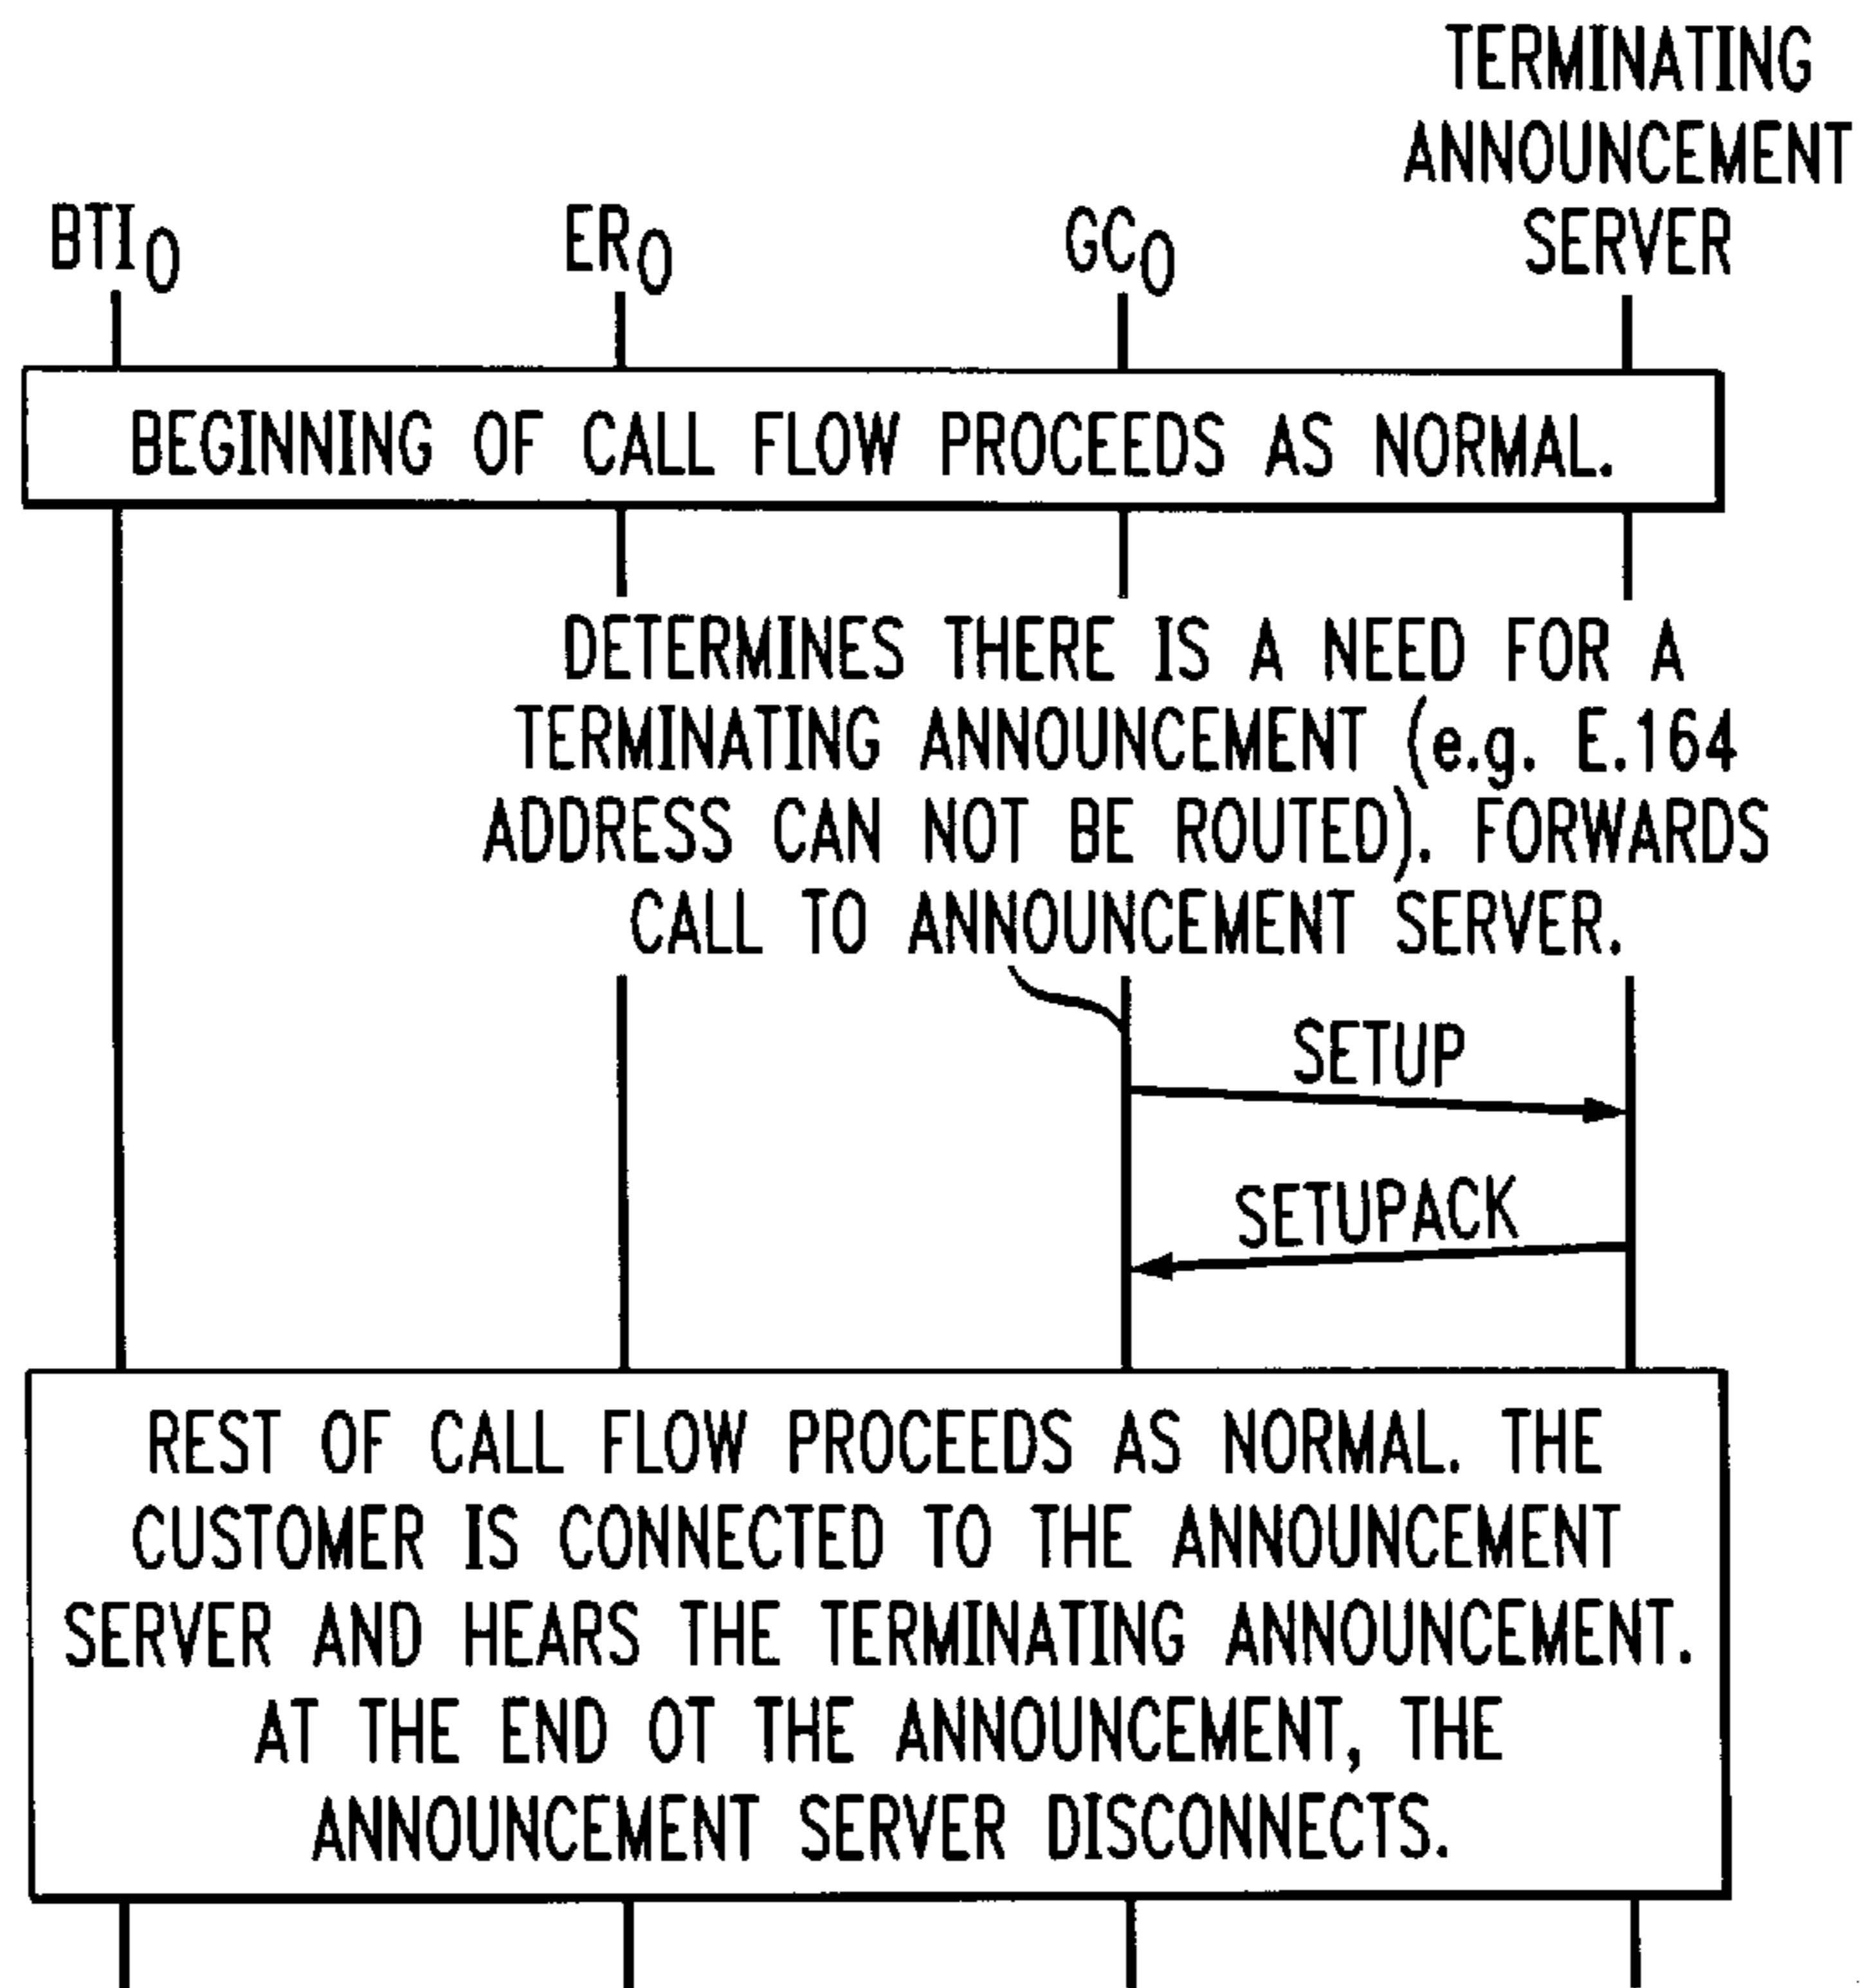 TERMINATING
ANNOUNCEMENT
SERVER
BTIO
ERO
GCO
BEGINNING OF CALL FLOW PROCEEDS AS NORMAL.
DETERMINES THERE IS A NEED FOR A
TERMINATING ANNOUNCEMENT (e.g. E.164
ADDRESS CAN NOT BE ROUTED). FORWARDS
CALL TO ANNOUNCEMENT SERVER.
SETUP
SETUPACK
REST OF CALL FLOW PROCEEDS AS NORMAL. THE
CUSTOMER IS CONNECTED TO THE ANNOUNCEMENT
SERVER AND HEARS THE TERMINATING ANNOUNCEMENT.
AT THE END OT THE ANNOUNCEMENT, THE
ANNOUNCEMENT SERVER DISCONNECTS.